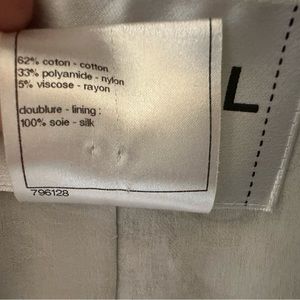 62% coton - cotton
33% polyamide - nylon
5% viscose - rayon
doublure - lining :
100% soie - silk
796128
L